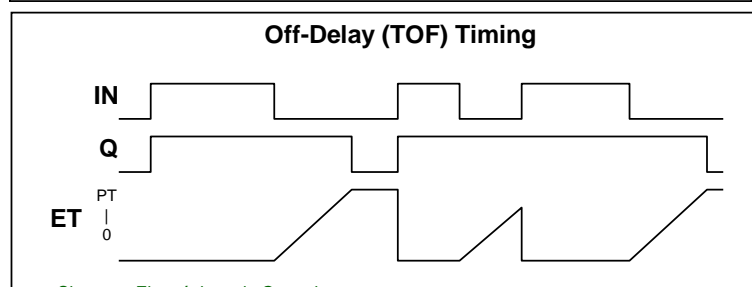 Off-Delay (TOF) Timing
IN
Q
PT
ET |
0